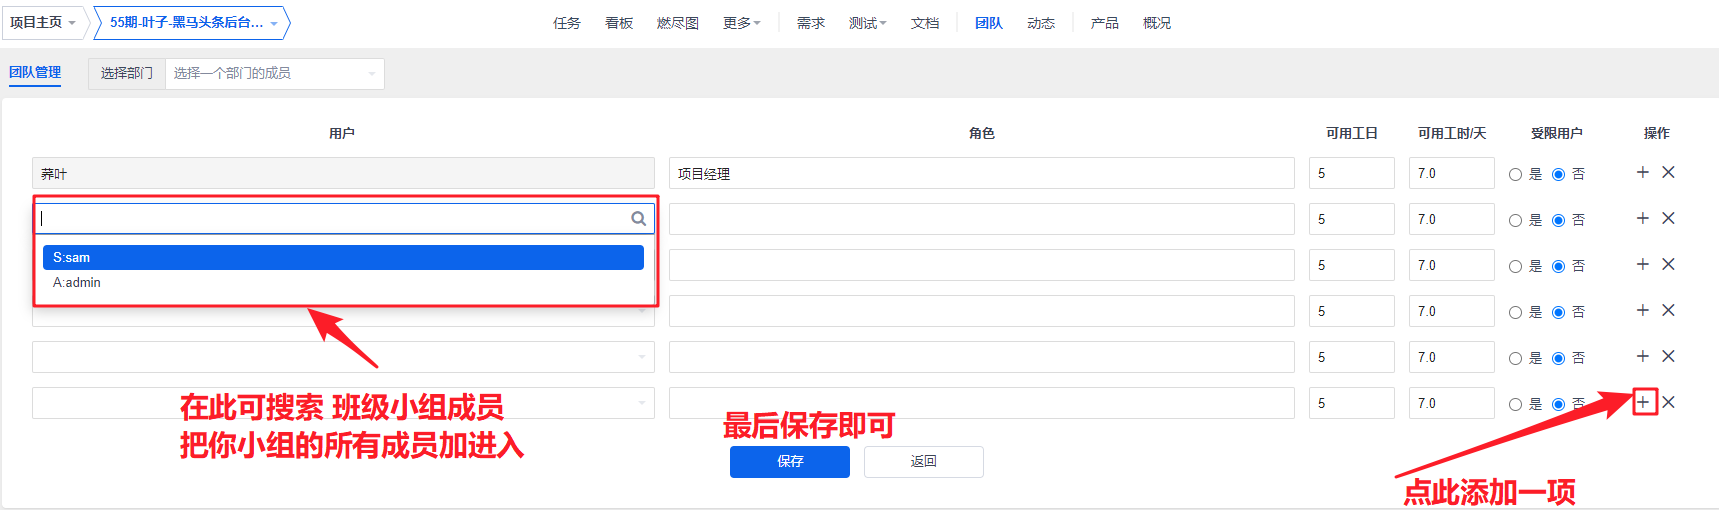 项目主页
55期-叶子-黑马头条后台...
任务 看板 燃尽图 更多 需求 测试 文档 团队 动态 产品 概况
团队管理 选择部门 选择一个部门的成员
用户 角色 可用工日 可用工时/天 受限用户 操作
荞叶 项目经理 5 7.0 是 否
5 7.0 是 否
S:sam
A:admin
5 7.0 是 否
5 7.0 是 否
5 7.0 是 否
5 7.0 是 否
在此可搜索 班级小组成员
把你小组的所有成员加进入
最后保存即可
保存 返回
点此添加一项